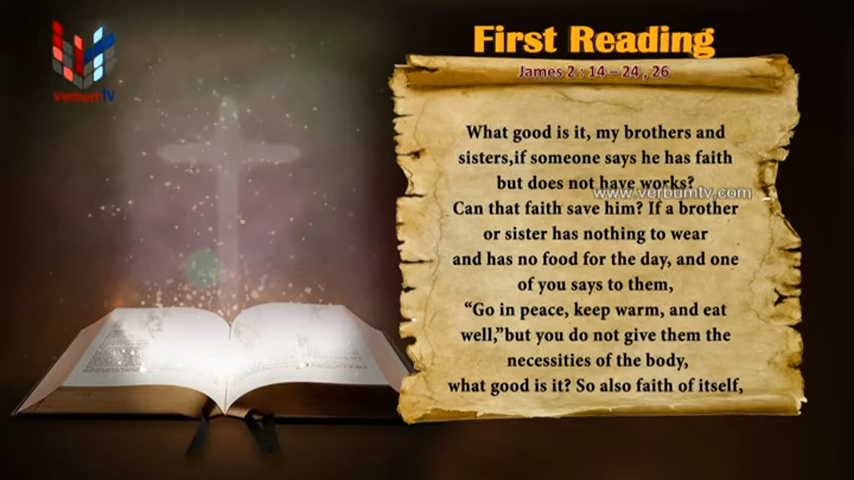 VerbumTV
First Reading
James 2 : 14 – 24 , 26
What good is it, my brothers and
sisters,if someone says he has faith
but does not have works?
www.verbumtv.com
Can that faith save him? If a brother
or sister has nothing to wear
and has no food for the day, and one
of you says to them,
“Go in peace, keep warm, and eat
well,”but you do not give them the
necessities of the body,
what good is it? So also faith of itself,